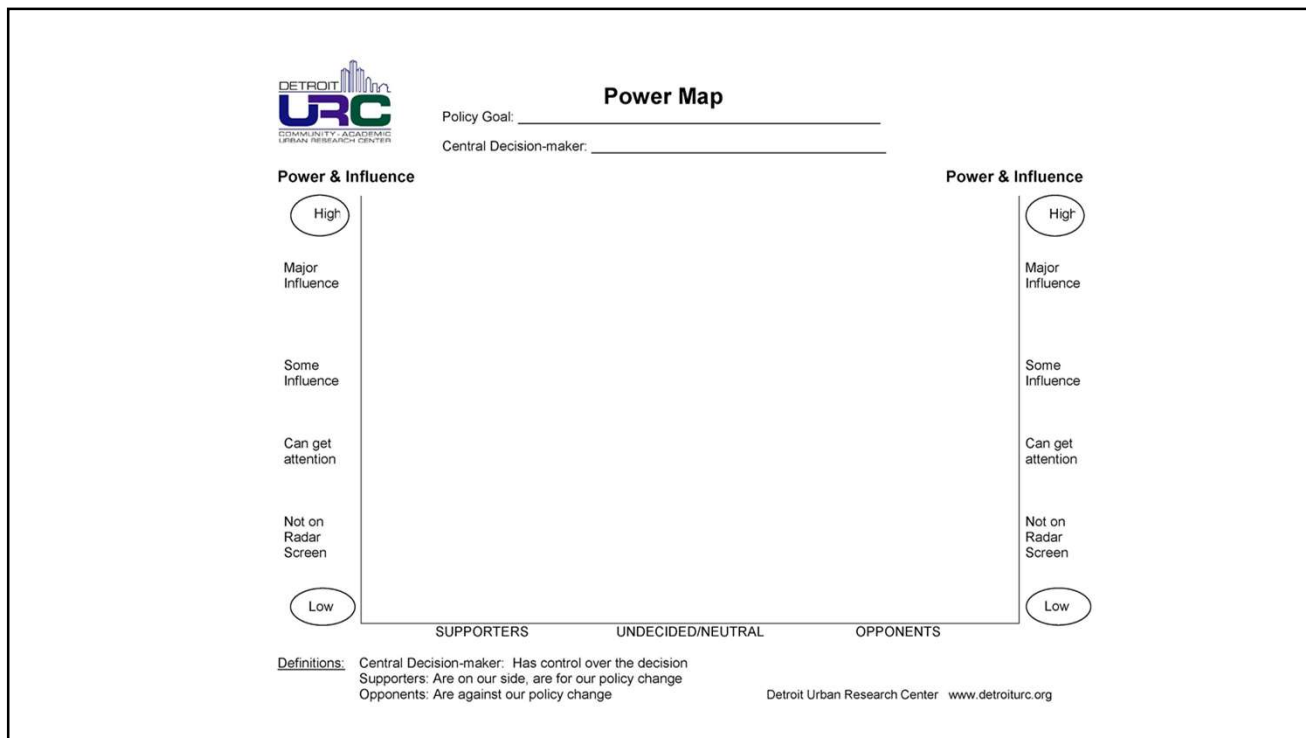 DETROIT
URC
COMMUNITY - ACADEMIC
URBAN RESEARCH CENTER
Power Map
Policy Goal:
Central Decision-maker:
Power & Influence
Power & Influence
High
High
Major
Influence
Major
Influence
Some
Influence
Some
Influence
Can get
attention
Can get
attention
Not on
Radar
Screen
Not on
Radar
Screen
Low
Low
SUPPORTERS UNDECIDED/NEUTRAL OPPONENTS
Definitions: Central Decision-maker: Has control over the decision
Supporters: Are on our side, are for our policy change
Opponents: Are against our policy change
Detroit Urban Research Center www.detroiturc.org